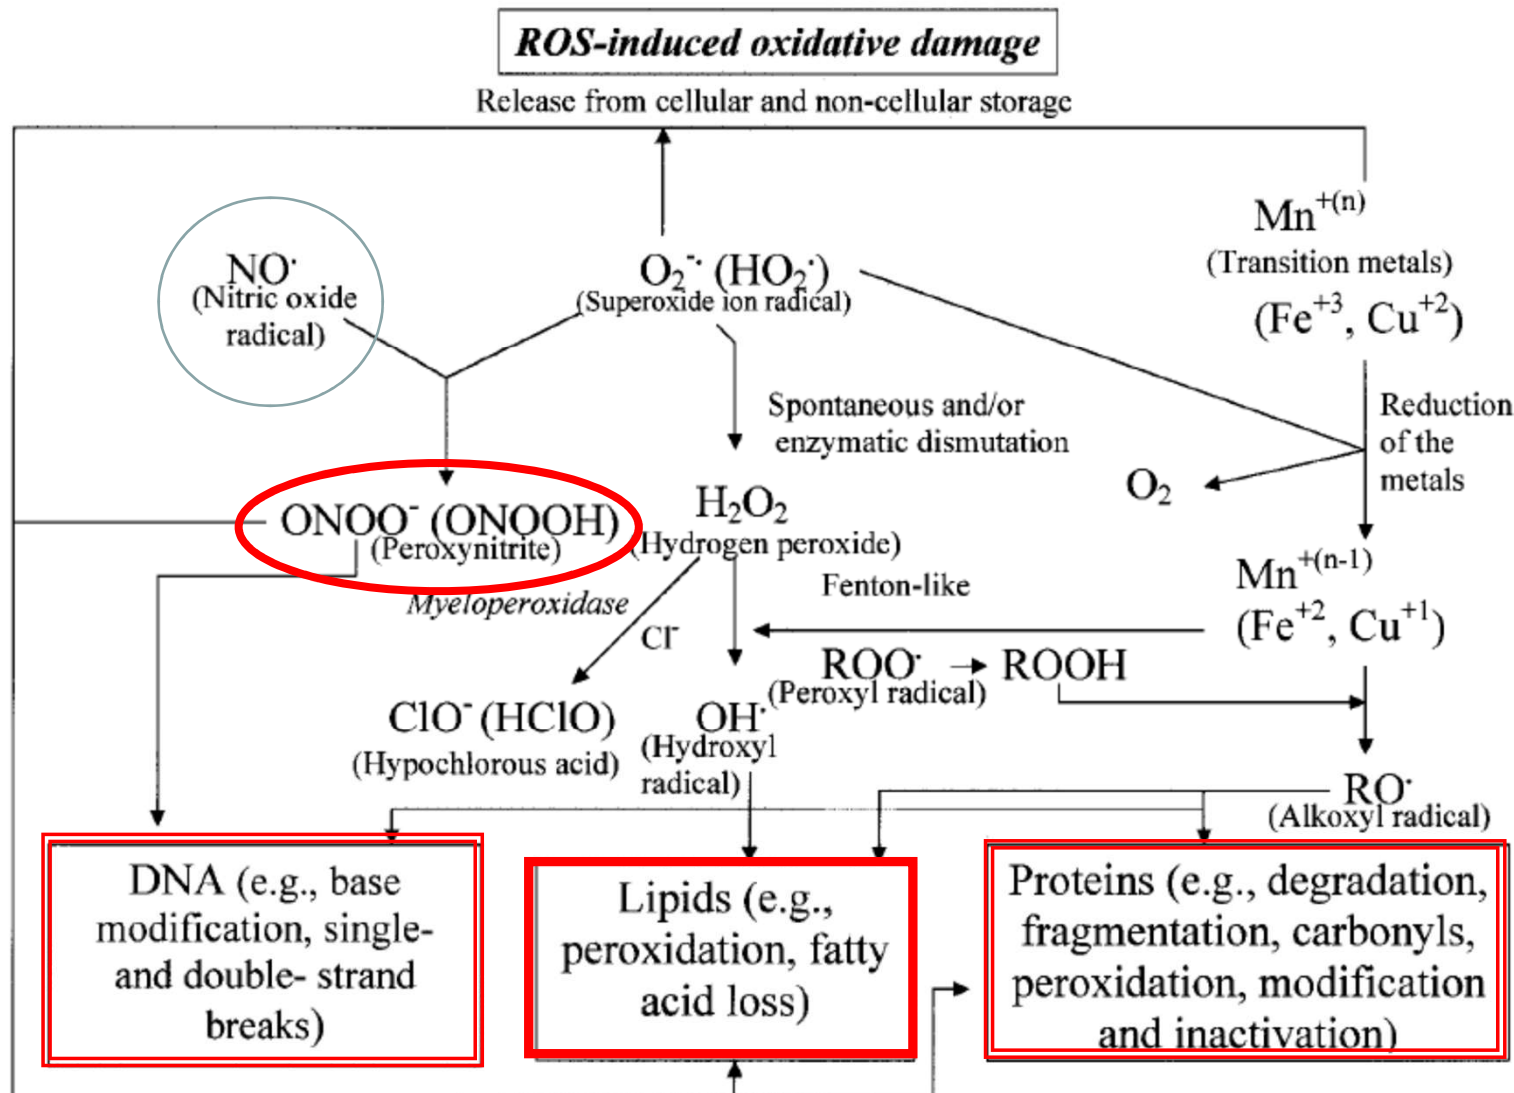 ROS-induced oxidative damage
Release from cellular and non-cellular storage
NO˙
(Nitric oxide
radical)
O₂⁻˙ (HO₂˙)
(Superoxide ion radical)
Mn⁺⁽ⁿ⁾
(Transition metals)
(Fe⁺³, Cu⁺²)
Spontaneous and/or
enzymatic dismutation
Reduction
of the
metals
O₂
ONOO⁻ (ONOOH)
(Peroxynitrite)
H₂O₂
(Hydrogen peroxide)
Mn⁺⁽ⁿ⁻¹⁾
(Fe⁺², Cu⁺¹)
Myeloperoxidase
Cl⁻
Fenton-like
ROO˙
(Peroxyl radical)
ROOH
ClO⁻ (HClO)
(Hypochlorous acid)
OH˙
(Hydroxyl
radical)
RO˙
(Alkoxyl radical)
DNA (e.g., base
modification, single-
and double- strand
breaks)
Lipids (e.g.,
peroxidation, fatty
acid loss)
Proteins (e.g., degradation,
fragmentation, carbonyls,
peroxidation, modification
and inactivation)